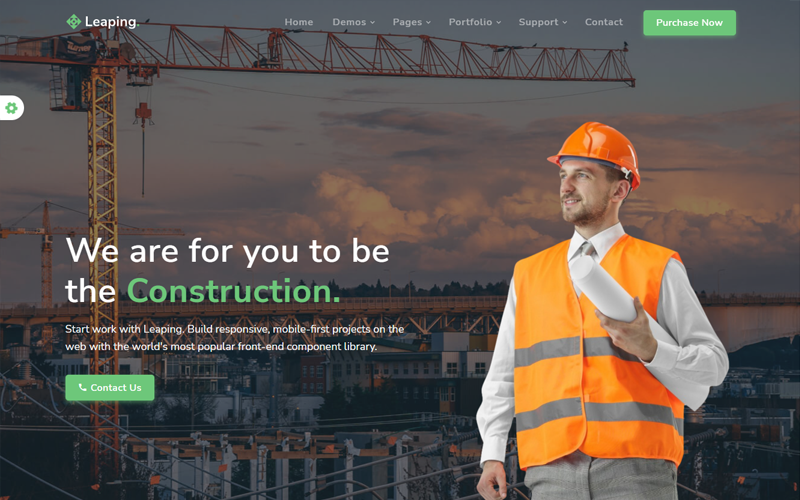 Leaping.
Home
Demos
Pages
Portfolio
Support
Contact
Purchase Now
We are for you to be
the Construction.
Start work with Leaping. Build responsive, mobile-first projects on the
web with the world's most popular front-end component library.
Contact Us